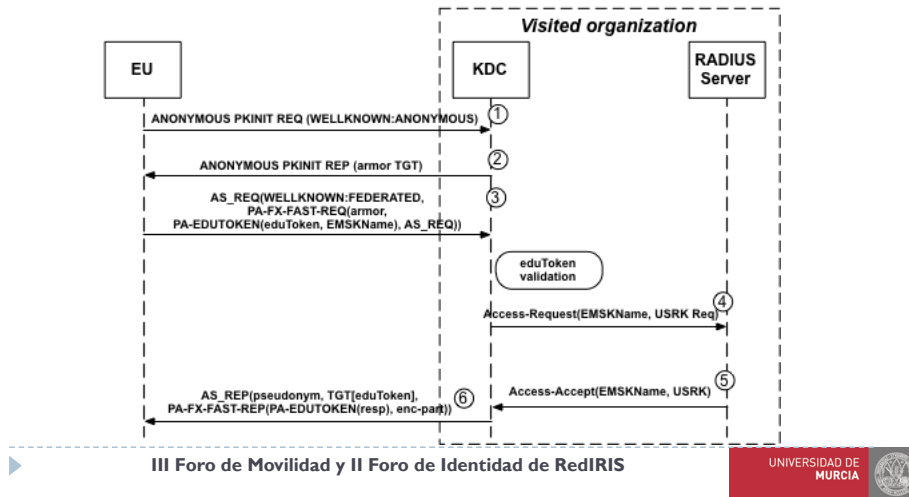 Visited organization
EU
KDC
RADIUS
Server
ANONYMOUS PKINIT REQ (WELLKNOWN:ANONYMOUS)
1
ANONYMOUS PKINIT REP (armor TGT)
2
AS_REQ(WELLKNOWN:FEDERATED,
PA-FX-FAST-REQ(armor,
PA-EDUTOKEN(eduToken, EMSKName), AS_REQ))
3
eduToken
validation
Access-Request(EMSKName, USRK Req)
4
Access-Accept(EMSKName, USRK)
5
AS_REP(pseudonym, TGT[eduToken],
PA-FX-FAST-REP(PA-EDUTOKEN(resp), enc-part))
6
III Foro de Movilidad y II Foro de Identidad de RedIRIS
UNIVERSIDAD DE
MURCIA